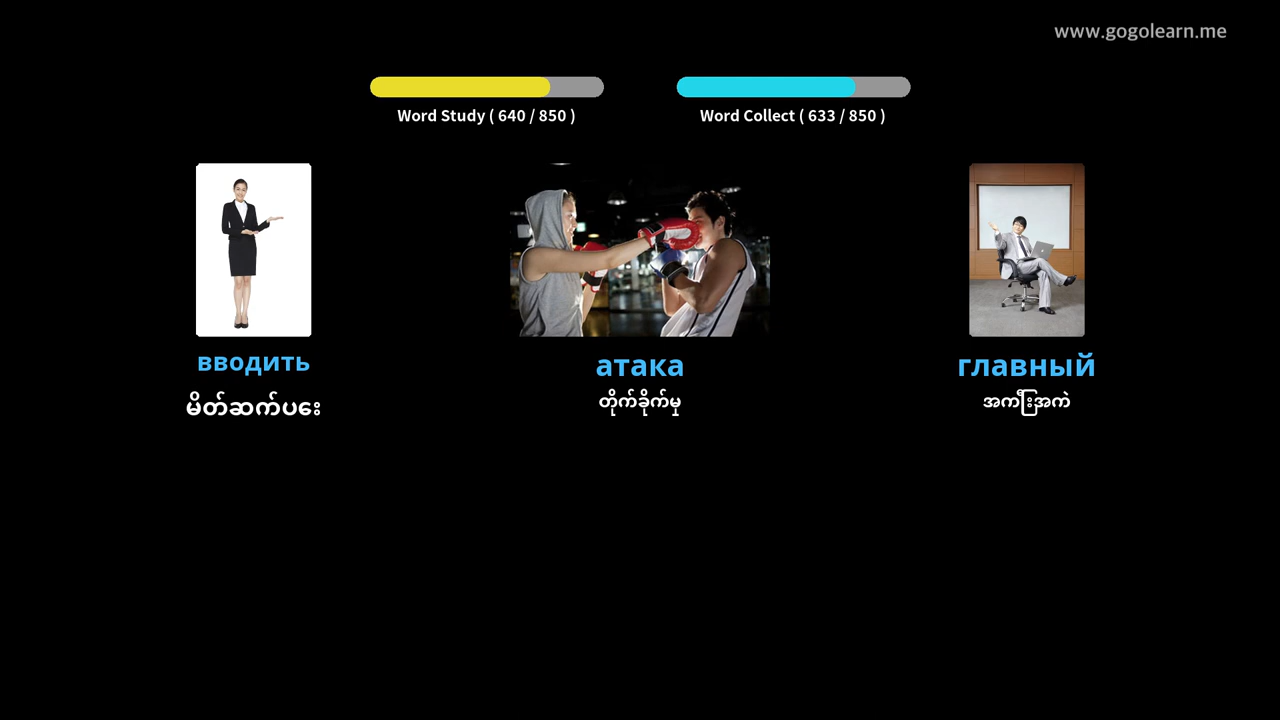 www.gogolearn.me
Word Study ( 640 / 850 )
Word Collect ( 633 / 850 )
вводить
атака
главный
မိတ်ဆက်ပေး
တိုက်ခိုက်မှု
အကြီးအကဲ